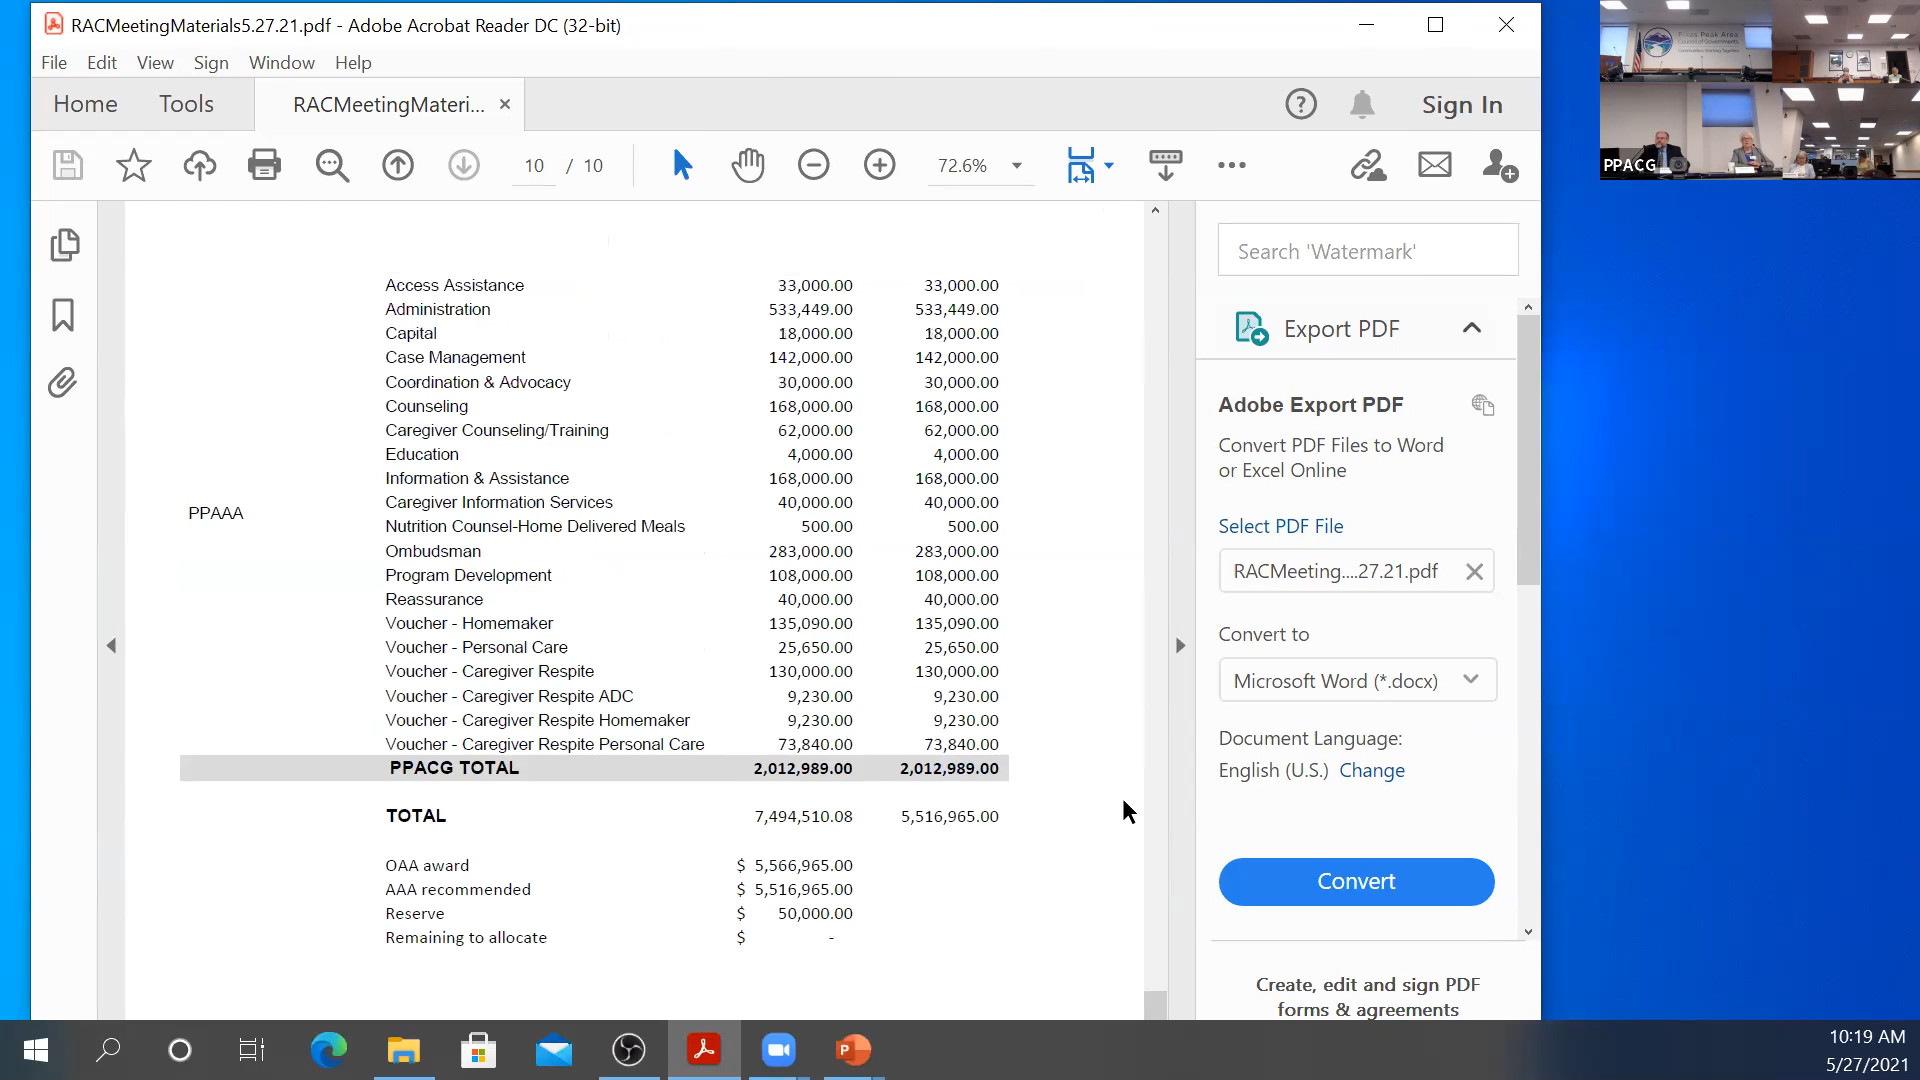 RACMeetingMaterials5.27.21.pdf - Adobe Acrobat Reader DC (32-bit)
File Edit View Sign Window Help
Home Tools RACMeetingMateri... × Sign In
10 / 10 72.6%
Search 'Watermark'
Export PDF
Adobe Export PDF
Convert PDF Files to Word
or Excel Online
Select PDF File
RACMeeting....27.21.pdf
Convert to
Microsoft Word (*.docx)
Document Language:
English (U.S.) Change
Convert
Create, edit and sign PDF
forms & agreements
Access Assistance 33,000.00 33,000.00
Administration 533,449.00 533,449.00
Capital 18,000.00 18,000.00
Case Management 142,000.00 142,000.00
Coordination & Advocacy 30,000.00 30,000.00
Counseling 168,000.00 168,000.00
Caregiver Counseling/Training 62,000.00 62,000.00
Education 4,000.00 4,000.00
Information & Assistance 168,000.00 168,000.00
Caregiver Information Services 40,000.00 40,000.00
PPAAA
Nutrition Counsel-Home Delivered Meals 500.00 500.00
Ombudsman 283,000.00 283,000.00
Program Development 108,000.00 108,000.00
Reassurance 40,000.00 40,000.00
Voucher - Homemaker 135,090.00 135,090.00
Voucher - Personal Care 25,650.00 25,650.00
Voucher - Caregiver Respite 130,000.00 130,000.00
Voucher - Caregiver Respite ADC 9,230.00 9,230.00
Voucher - Caregiver Respite Homemaker 9,230.00 9,230.00
Voucher - Caregiver Respite Personal Care 73,840.00 73,840.00
PPACG TOTAL 2,012,989.00 2,012,989.00
TOTAL 7,494,510.08 5,516,965.00
OAA award $ 5,566,965.00
AAA recommended $ 5,516,965.00
Reserve $ 50,000.00
Remaining to allocate $ -
Pikes Peak Area
Council of Governments
PPACG
10:19 AM
5/27/2021